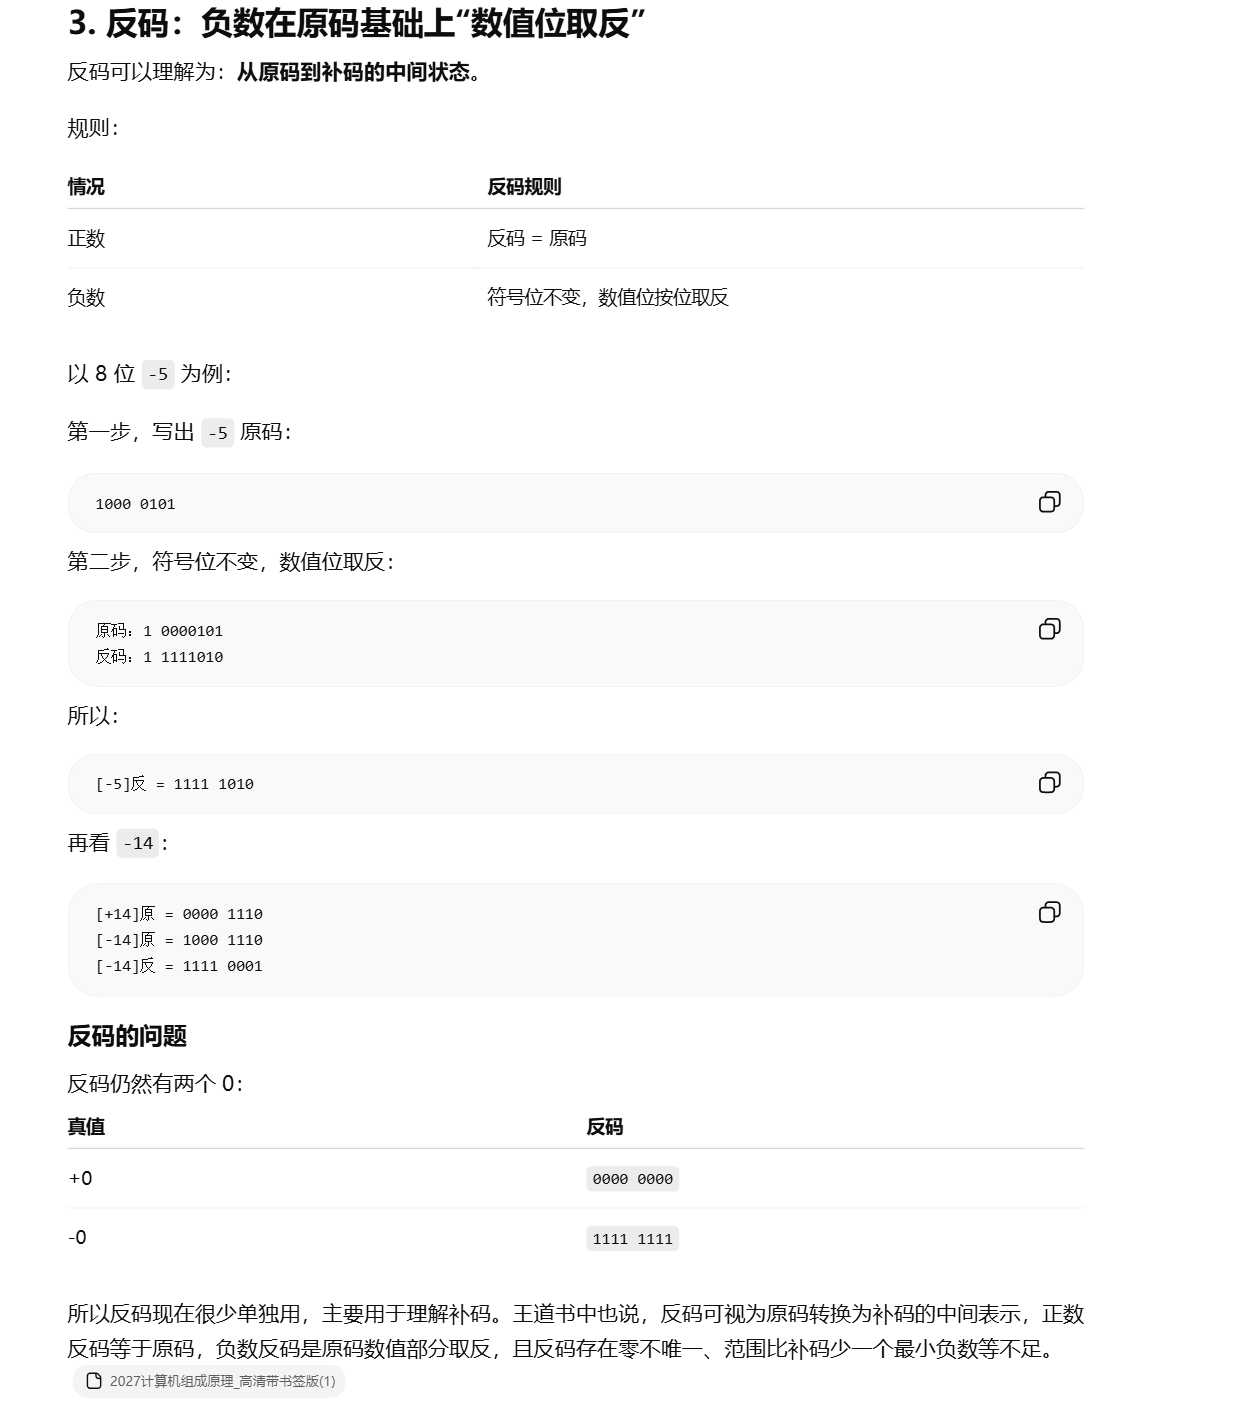 3. 反码：负数在原码基础上“数值位取反”
反码可以理解为：从原码到补码的中间状态。
规则：
情况 反码规则
正数 反码 = 原码
负数 符号位不变，数值位按位取反
以 8 位 -5 为例：
第一步，写出 -5 原码：
1000 0101
第二步，符号位不变，数值位取反：
原码：1 0000101
反码：1 1111010
所以：
[-5]反 = 1111 1010
再看 -14：
[+14]原 = 0000 1110
[-14]原 = 1000 1110
[-14]反 = 1111 0001
反码的问题
反码仍然有两个 0：
真值 反码
+0 0000 0000
-0 1111 1111
所以反码现在很少单独用，主要用于理解补码。王道书中也说，反码可视为原码转换为补码的中间表示，正数
反码等于原码，负数反码是原码数值部分取反，且反码存在零不唯一、范围比补码少一个最小负数等不足。
2027计算机组成原理_高清带书签版(1)